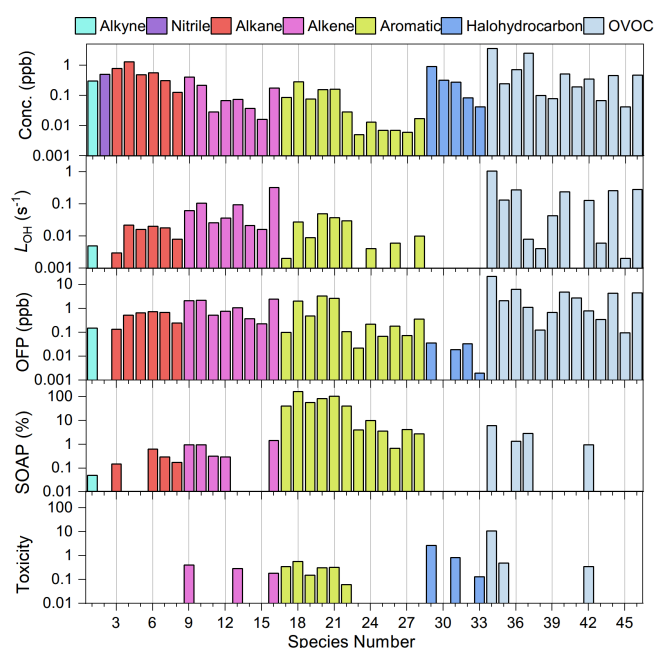 Alkyne Nitrile Alkane Alkene Aromatic Halohydrocarbon OVOC
Conc. (ppb)
1
0.1
0.01
0.001
L_OH (s⁻¹)
1
0.1
0.01
0.001
OFP (ppb)
10
1
0.1
0.01
0.001
SOAP (%)
100
10
1
0.1
0.01
Toxicity
100
10
1
0.1
0.01
3 6 9 12 15 18 21 24 27 30 33 36 39 42 45
Species Number